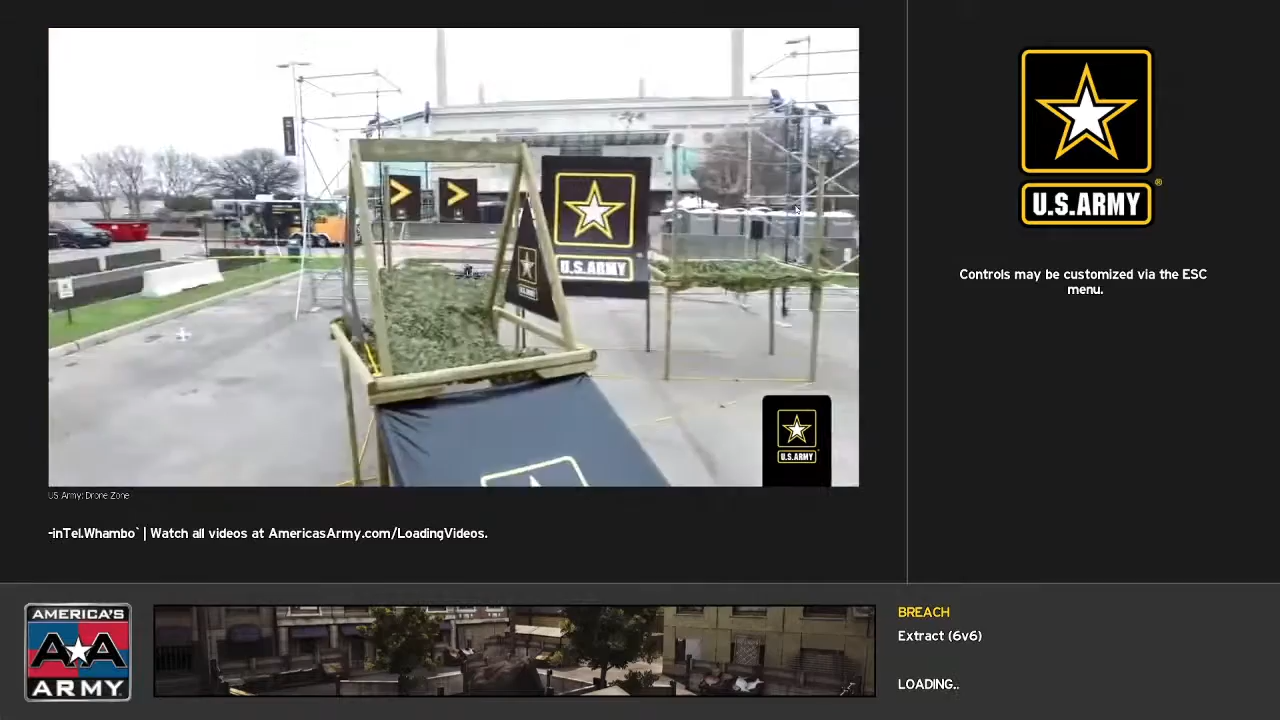 U.S.ARMY
U.S.ARMY
U.S.ARMY
US Army: Drone Zone
-inTel.Whambo` | Watch all videos at AmericasArmy.com/LoadingVideos.
U.S.ARMY
®
Controls may be customized via the ESC
menu.
AMERICA'S
AA
ARMY
BREACH
Extract (6v6)
LOADING..